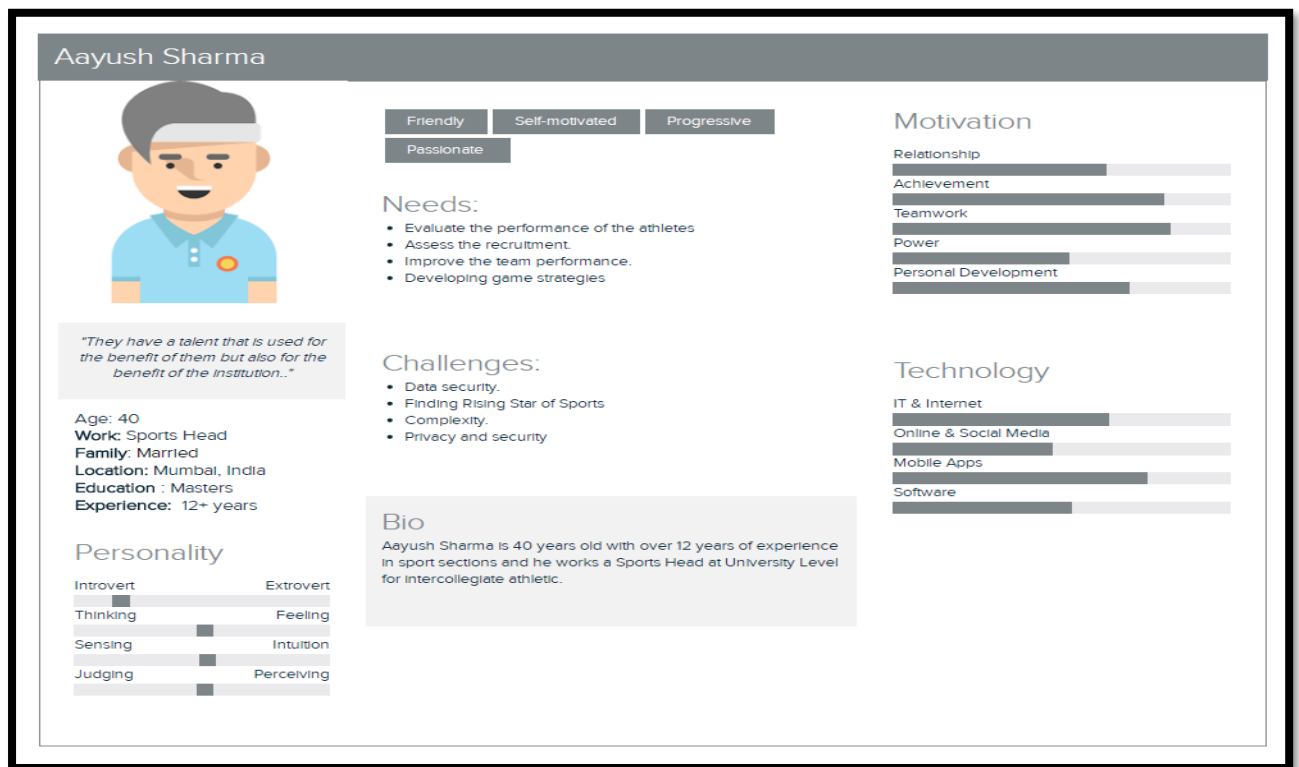 Aayush Sharma
"They have a talent that is used for
the benefit of them but also for the
benefit of the institution.."
Age: 40
Work: Sports Head
Family: Married
Location: Mumbai, India
Education : Masters
Experience: 12+ years
Personality
Introvert Extrovert
Thinking Feeling
Sensing Intuition
Judging Perceiving
Friendly Self-motivated Progressive
Passionate
Needs:
• Evaluate the performance of the athletes
• Assess the recruitment.
• Improve the team performance.
• Developing game strategies
Challenges:
• Data security.
• Finding Rising Star of Sports
• Complexity.
• Privacy and security
Bio
Aayush Sharma is 40 years old with over 12 years of experience
in sport sections and he works a Sports Head at University Level
for intercollegiate athletic.
Motivation
Relationship
Achievement
Teamwork
Power
Personal Development
Technology
IT & Internet
Online & Social Media
Mobile Apps
Software